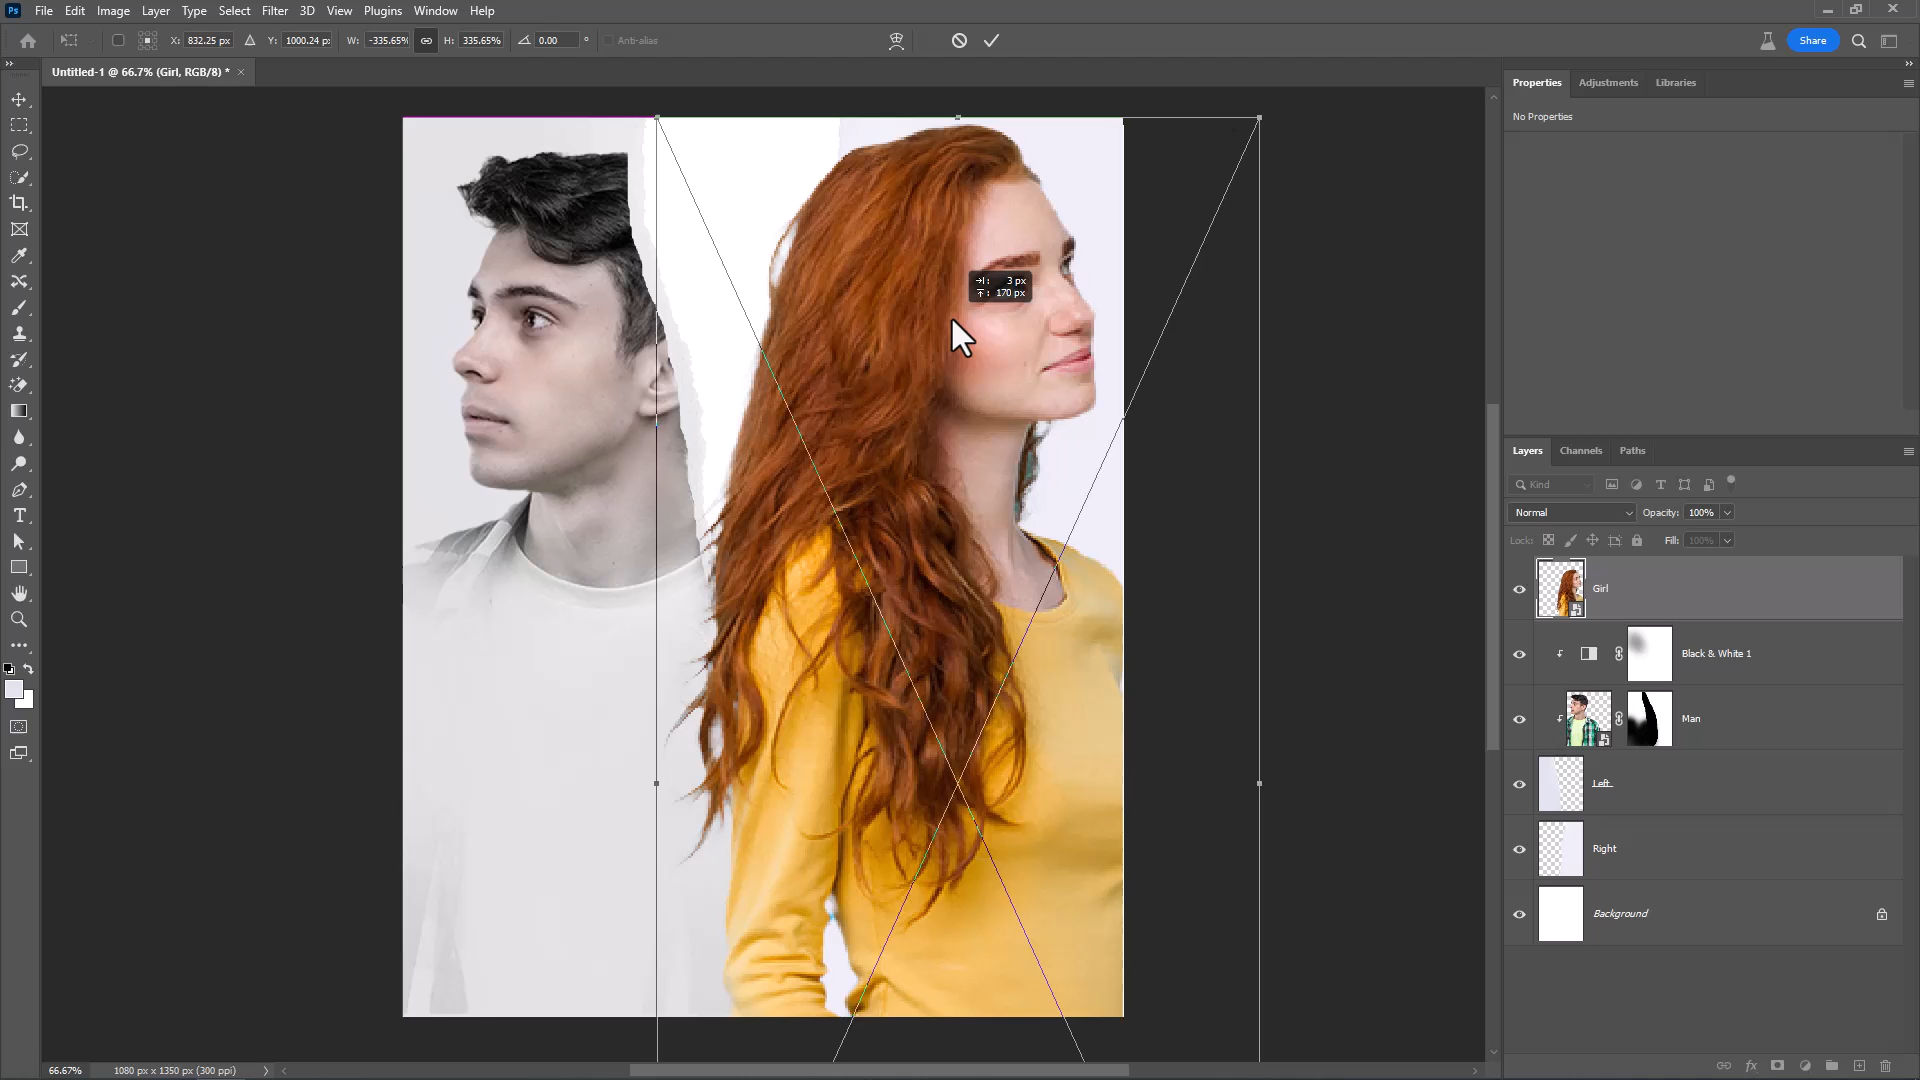 Ps File Edit Image Layer Type Select Filter 3D View Plugins Window Help
X: 832.25 px Y: 1000.24 p: W: -335.65% H: 335.65% 0.00 ° Anti-alias Share
Untitled-1 @ 66.7% (Girl, RGB/8) * ×
Properties Adjustments Libraries
No Properties
3 px
170 px
Layers Channels Paths
Kind
Normal Opacity: 100%
Lock: Fill: 100%
Girl
Black & White 1
Man
Left
Right
Background
66.67% 1080 px x 1350 px (300 ppi)